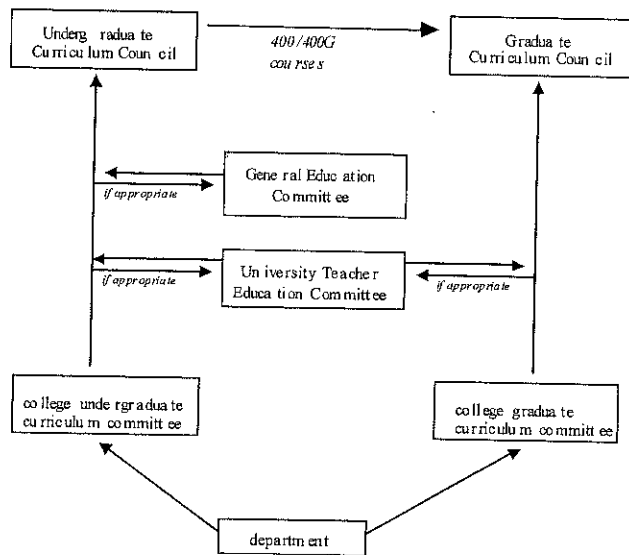 Undergraduate
Curriculum Council
400/400G
courses
Graduate
Curriculum Council
General Education
Committee
if appropriate
University Teacher
Education Committee
if appropriate
if appropriate
college undergraduate
curriculum committee
college graduate
curriculum committee
department